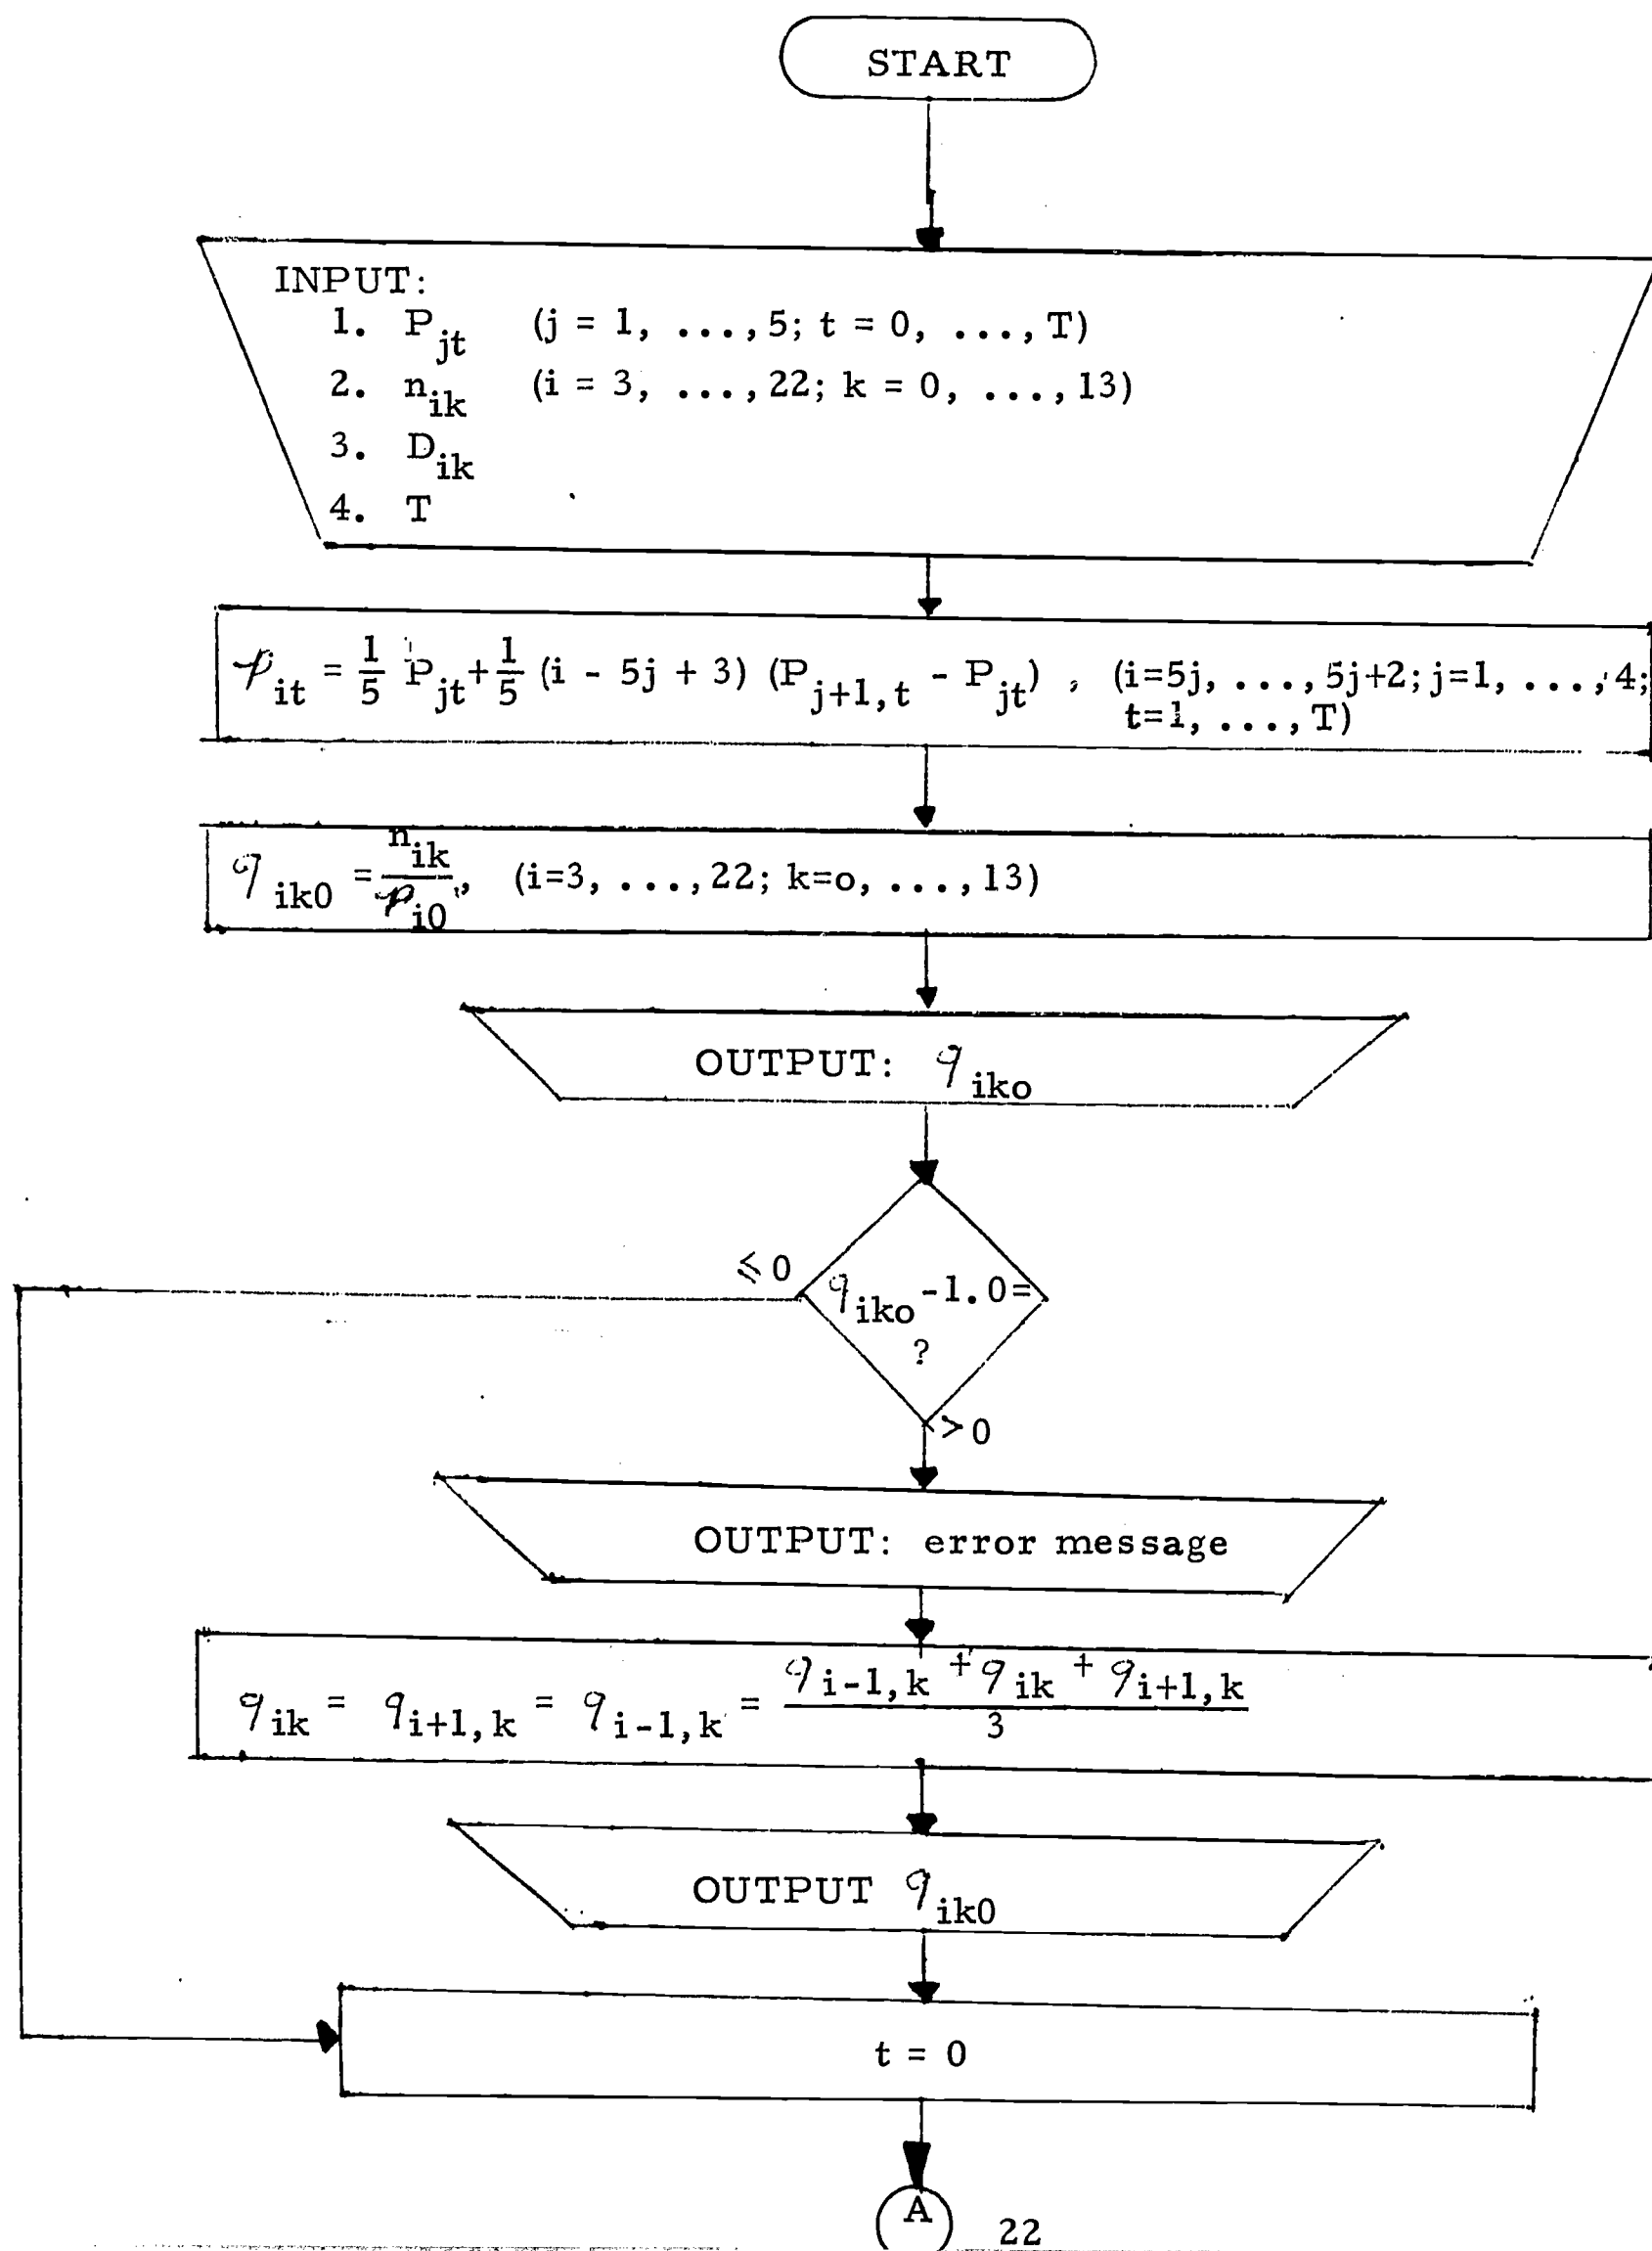 START
INPUT:
1. P_jt (j = 1, ..., 5; t = 0, ..., T)
2. n_ik (i = 3, ..., 22; k = 0, ..., 13)
3. D_ik
4. T
p_it = 1/5 P_jt + 1/5 (i - 5j + 3) (P_j+1,t - P_jt) , (i=5j, ..., 5j+2; j=1, ..., 4;
t=1, ..., T)
q_ik0 = n_ik / p_i0, (i=3, ..., 22; k=o, ..., 13)
OUTPUT: q_iko
≤ 0
q_iko -1.0=
?
> 0
OUTPUT: error message
q_ik = q_i+1,k = q_i-1,k = (q_i-1,k + q_ik + q_i+1,k) / 3
OUTPUT q_ik0
t = 0
A
22